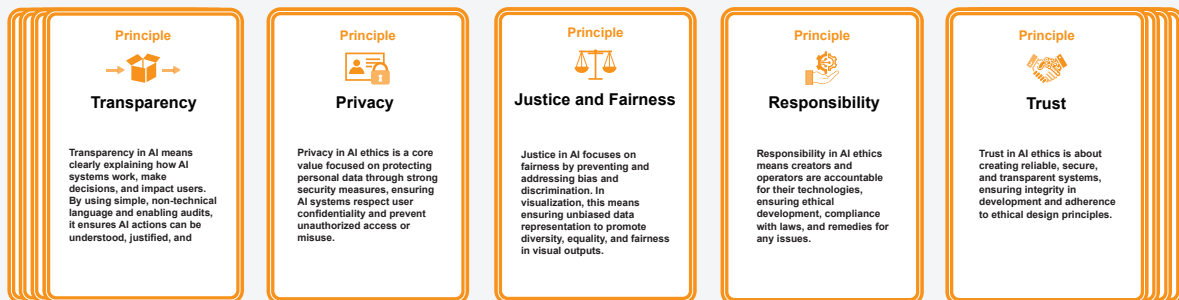 Principle
Transparency
Transparency in AI means
clearly explaining how AI
systems work, make
decisions, and impact users.
By using simple, non-technical
language and enabling audits,
it ensures AI actions can be
understood, justified, and
Principle
Privacy
Privacy in AI ethics is a core
value focused on protecting
personal data through strong
security measures, ensuring
AI systems respect user
confidentiality and prevent
unauthorized access or
misuse.
Principle
Justice and Fairness
Justice in AI focuses on
fairness by preventing and
addressing bias and
discrimination. In
visualization, this means
ensuring unbiased data
representation to promote
diversity, equality, and fairness
in visual outputs.
Principle
Responsibility
Responsibility in AI ethics
means creators and
operators are accountable
for their technologies,
ensuring ethical
development, compliance
with laws, and remedies for
any issues.
Principle
Trust
Trust in AI ethics is about
creating reliable, secure,
and transparent systems,
ensuring integrity in
development and adherence
to ethical design principles.